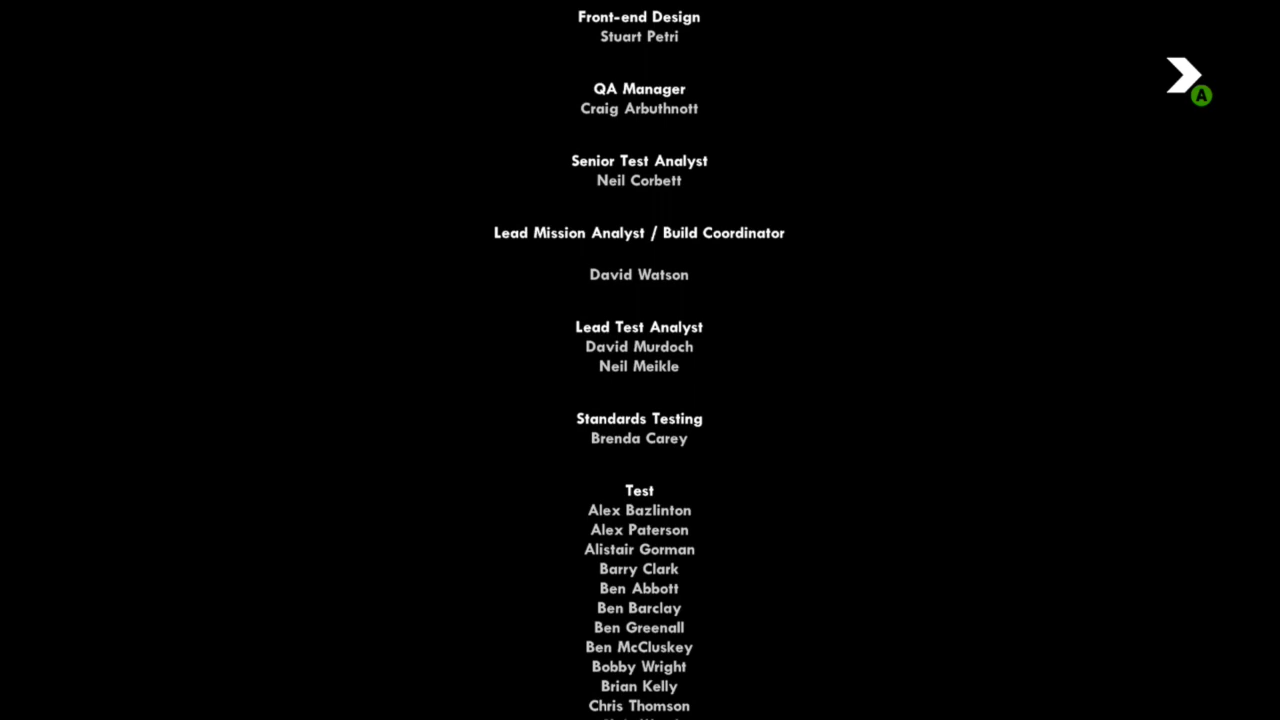 Front-end Design
Stuart Petri
A
QA Manager
Craig Arbuthnott
Senior Test Analyst
Neil Corbett
Lead Mission Analyst / Build Coordinator
David Watson
Lead Test Analyst
David Murdoch
Neil Meikle
Standards Testing
Brenda Carey
Test
Alex Bazlinton
Alex Paterson
Alistair Gorman
Barry Clark
Ben Abbott
Ben Barclay
Ben Greenall
Ben McCluskey
Bobby Wright
Brian Kelly
Chris Thomson